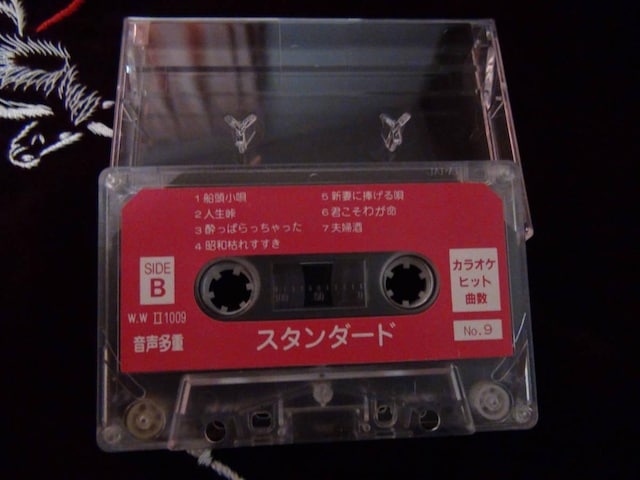 1 船頭小唄
2 人生峠
3 酔っぱらっちゃった
4 昭和枯れすすき
5 新妻に捧げる唄
6 君こそわが命
7 夫婦酒
SIDE
B
カラオケ
ヒット
曲数
100 50 0
W.W II1009
音声多重
スタンダード
No.9